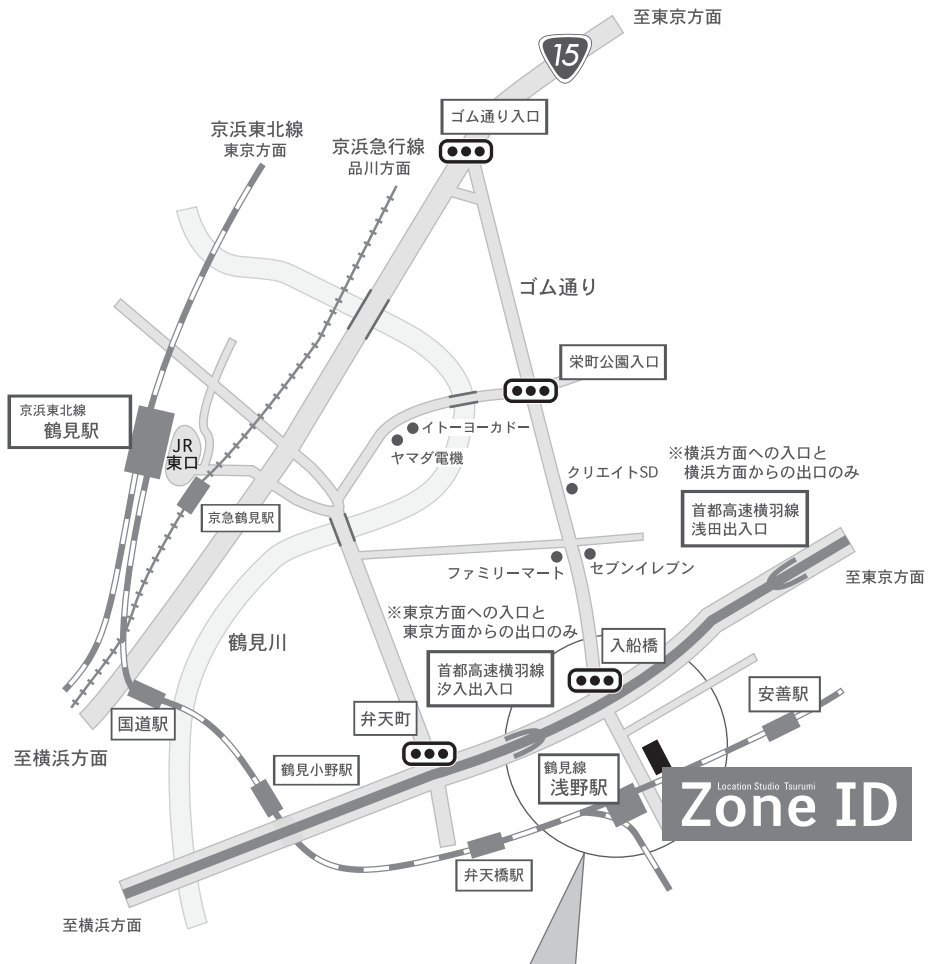 至東京方面
15
ゴム通り入口
京浜東北線
東京方面
京浜急行線
品川方面
ゴム通り
栄町公園入口
京浜東北線
鶴見駅
JR
東口
イトーヨーカドー
ヤマダ電機
クリエイトSD
※横浜方面への入口と
横浜方面からの出口のみ
首都高速横羽線
浅田出入口
京急鶴見駅
ファミリーマート
セブンイレブン
至東京方面
※東京方面への入口と
東京方面からの出口のみ
鶴見川
入船橋
首都高速横羽線
汐入出入口
安善駅
国道駅
弁天町
至横浜方面
鶴見小野駅
鶴見線
浅野駅
Location Studio Tsurumi
Zone ID
弁天橋駅
至横浜方面